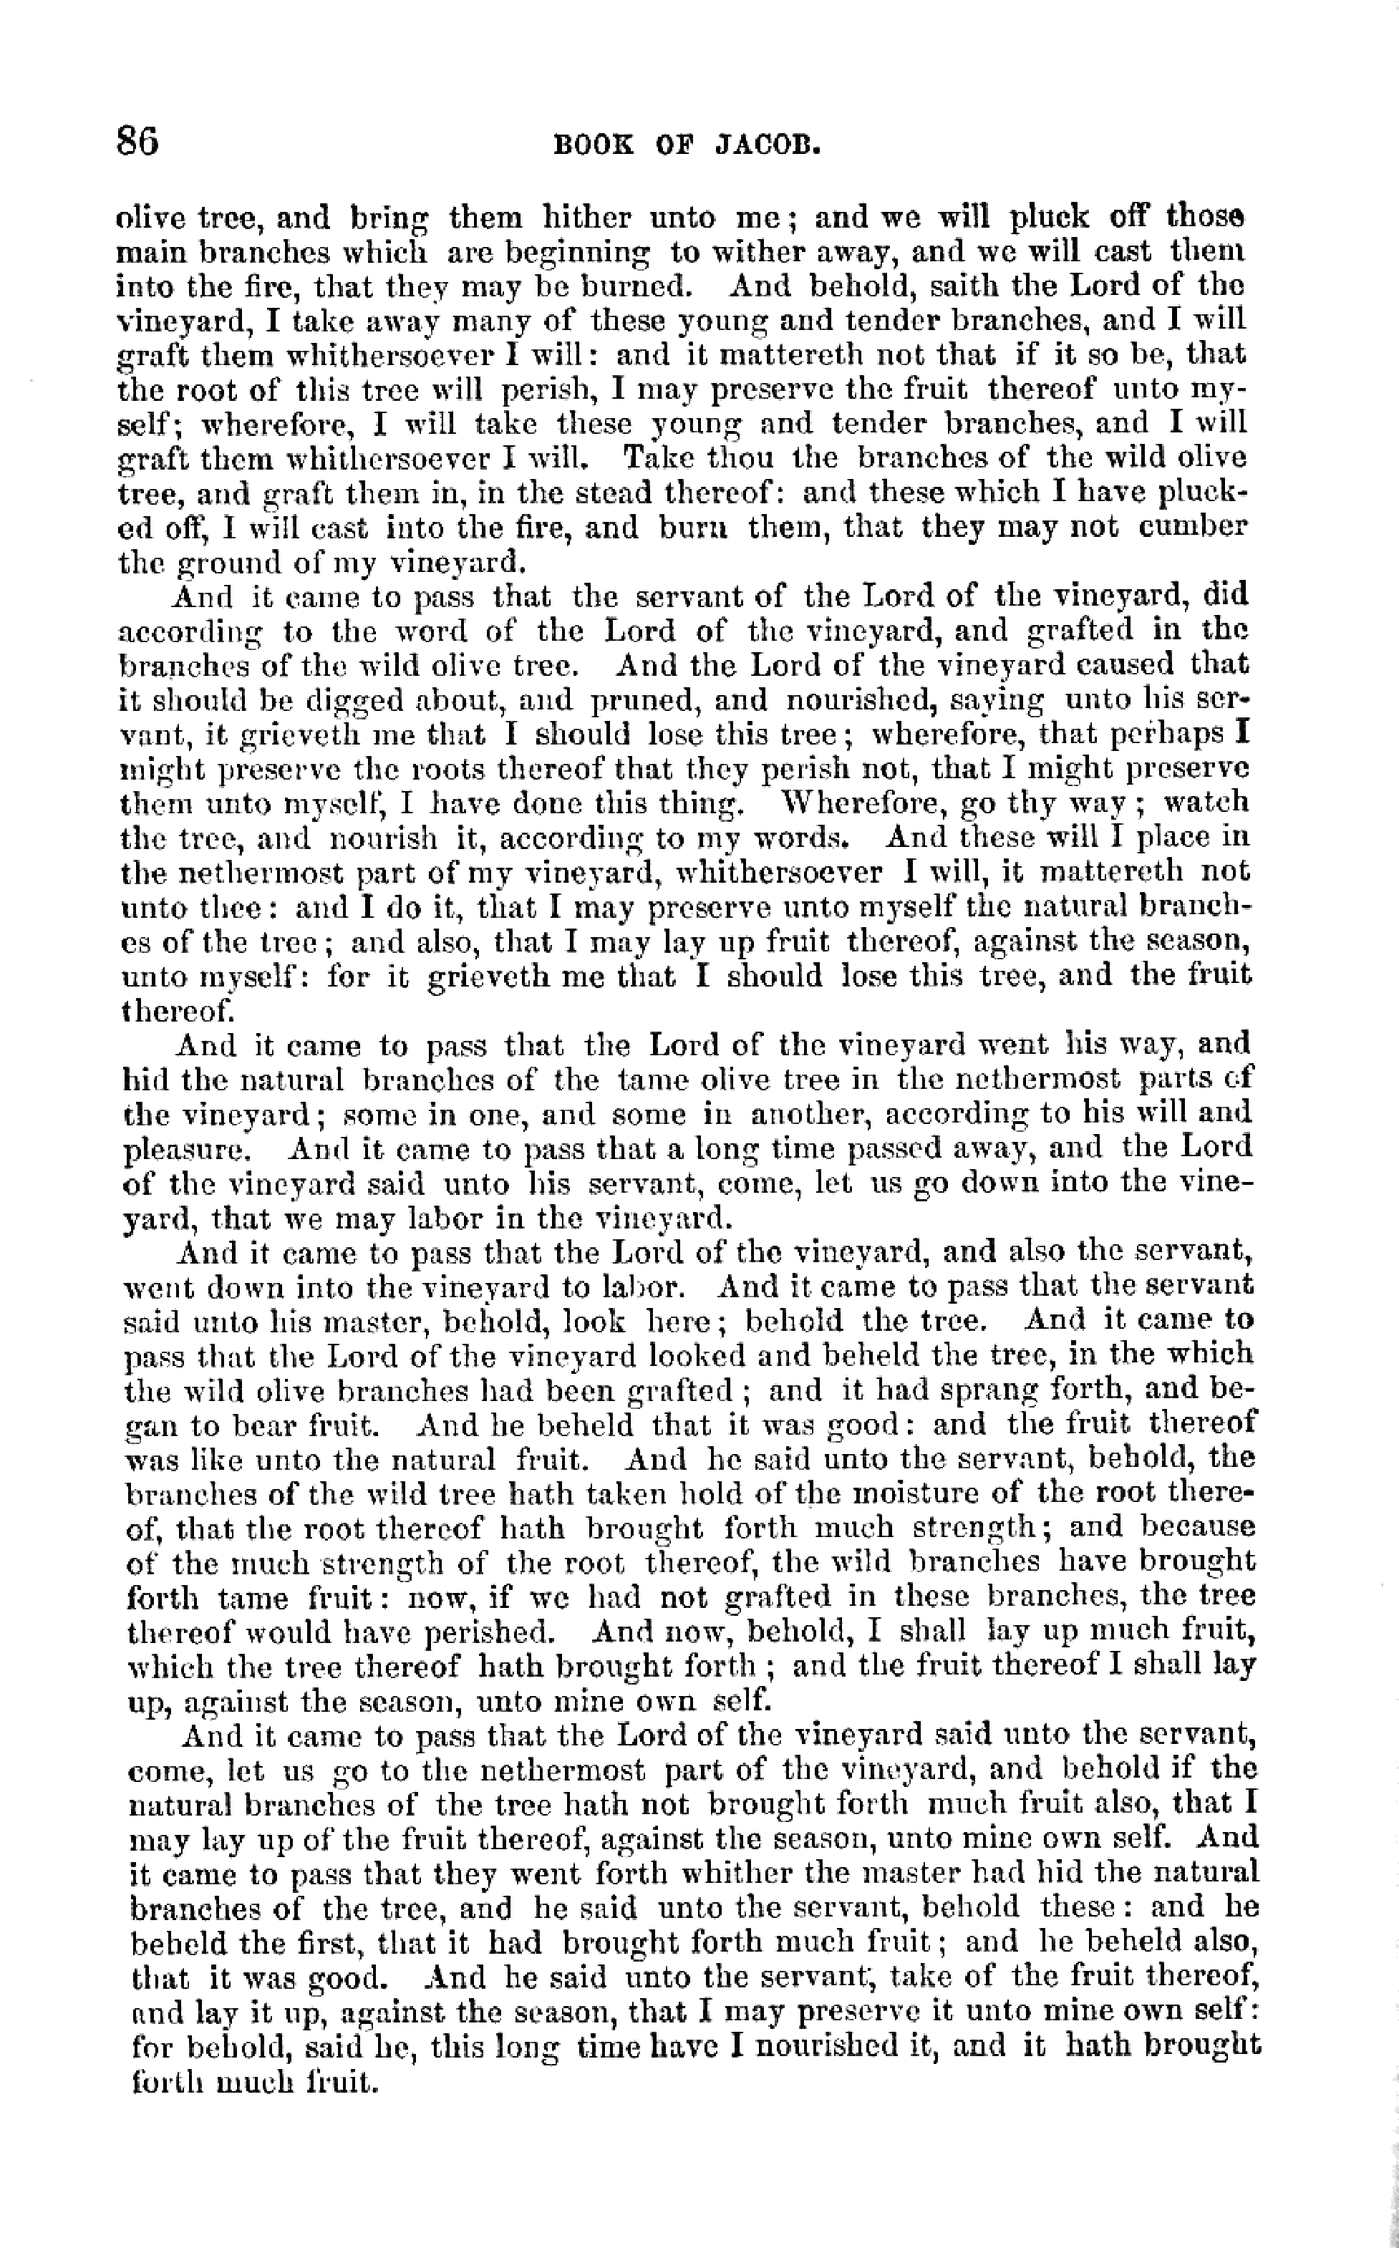 86 BOOK OF JACOB.
olive tree, and bring them hither unto me; and we will pluck off those
main branches which are beginning to wither away, and we will cast them
into the fire, that they may be burned. And behold, saith the Lord of the
vineyard, I take away many of these young and tender branches, and I will
graft them whithersoever I will: and it mattereth not that if it so be, that
the root of this tree will perish, I may preserve the fruit thereof unto my-
self; wherefore, I will take these young and tender branches, and I will
graft them whithersoever I will. Take thou the branches of the wild olive
tree, and graft them in, in the stead thereof: and these which I have pluck-
ed off, I will cast into the fire, and burn them, that they may not cumber
the ground of my vineyard.
And it came to pass that the servant of the Lord of the vineyard, did
according to the word of the Lord of the vineyard, and grafted in the
branches of the wild olive tree. And the Lord of the vineyard caused that
it should be digged about, and pruned, and nourished, saying unto his ser-
vant, it grieveth me that I should lose this tree; wherefore, that perhaps I
might preserve the roots thereof that they perish not, that I might preserve
them unto myself, I have done this thing. Wherefore, go thy way; watch
the tree, and nourish it, according to my words. And these will I place in
the nethermost part of my vineyard, whithersoever I will, it mattereth not
unto thee: and I do it, that I may preserve unto myself the natural branch-
es of the tree; and also, that I may lay up fruit thereof, against the season,
unto myself: for it grieveth me that I should lose this tree, and the fruit
thereof.
And it came to pass that the Lord of the vineyard went his way, and
hid the natural branches of the tame olive tree in the nethermost parts of
the vineyard; some in one, and some in another, according to his will and
pleasure. And it came to pass that a long time passed away, and the Lord
of the vineyard said unto his servant, come, let us go down into the vine-
yard, that we may labor in the vineyard.
And it came to pass that the Lord of the vineyard, and also the servant,
went down into the vineyard to labor. And it came to pass that the servant
said unto his master, behold, look here; behold the tree. And it came to
pass that the Lord of the vineyard looked and beheld the tree, in the which
the wild olive branches had been grafted; and it had sprang forth, and be-
gan to bear fruit. And he beheld that it was good: and the fruit thereof
was like unto the natural fruit. And he said unto the servant, behold, the
branches of the wild tree hath taken hold of the moisture of the root there-
of, that the root thereof hath brought forth much strength; and because
of the much strength of the root thereof, the wild branches have brought
forth tame fruit: now, if we had not grafted in these branches, the tree
thereof would have perished. And now, behold, I shall lay up much fruit,
which the tree thereof hath brought forth; and the fruit thereof I shall lay
up, against the season, unto mine own self.
And it came to pass that the Lord of the vineyard said unto the servant,
come, let us go to the nethermost part of the vineyard, and behold if the
natural branches of the tree hath not brought forth much fruit also, that I
may lay up of the fruit thereof, against the season, unto mine own self. And
it came to pass that they went forth whither the master had hid the natural
branches of the tree, and he said unto the servant, behold these: and he
beheld the first, that it had brought forth much fruit; and he beheld also,
that it was good. And he said unto the servant, take of the fruit thereof,
and lay it up, against the season, that I may preserve it unto mine own self:
for behold, said he, this long time have I nourished it, and it hath brought
forth much fruit.